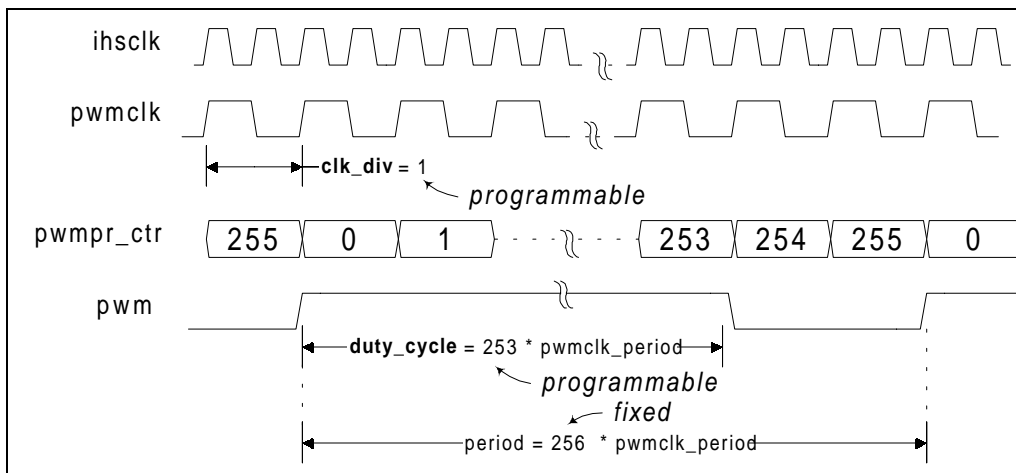 ihsclk
pwmclk
clk_div = 1
programmable
pwmpr_ctr 255 0 1 253 254 255 0
pwm
duty_cycle = 253 * pwmclk_period
programmable
fixed
period = 256 * pwmclk_period